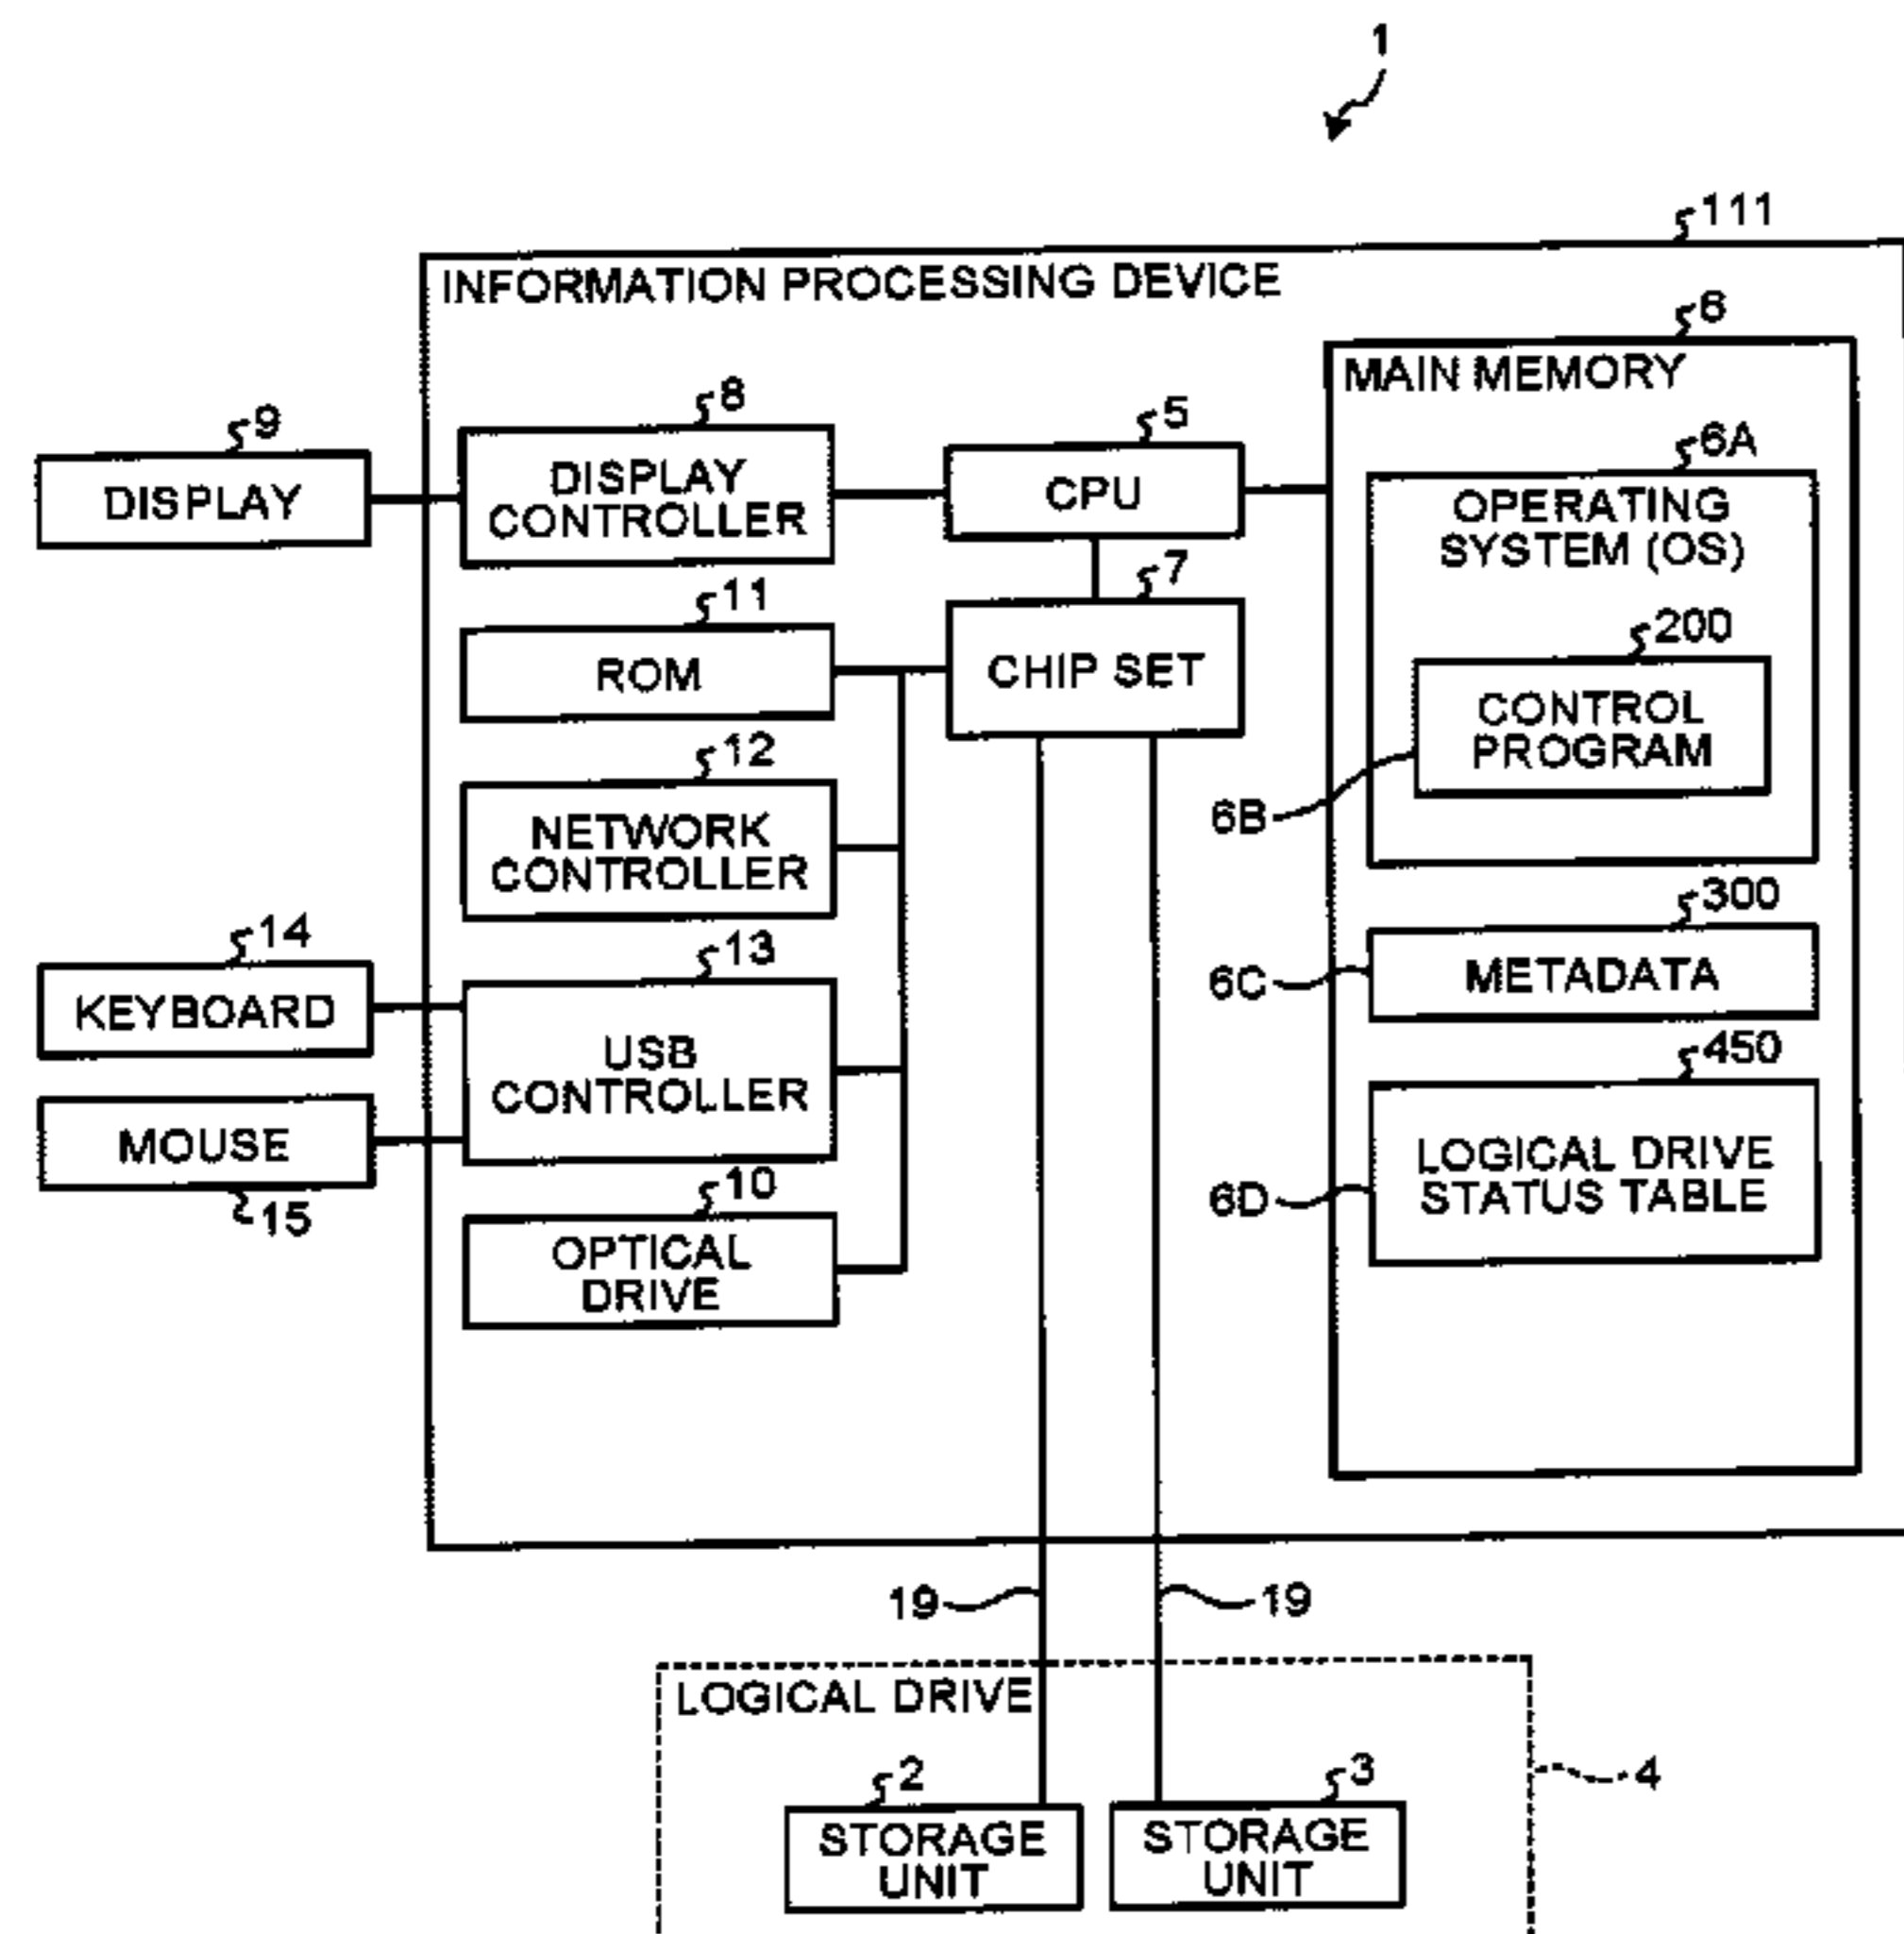 1
111
INFORMATION PROCESSING DEVICE
6
MAIN MEMORY
8
5
9
6A
DISPLAY
DISPLAY
CONTROLLER
CPU
OPERATING
SYSTEM (OS)
11
7
200
ROM
CHIP SET
CONTROL
PROGRAM
12
6B
NETWORK
CONTROLLER
300
14
13
6C
METADATA
KEYBOARD
USB
CONTROLLER
450
MOUSE
LOGICAL DRIVE
STATUS TABLE
10
6D
15
OPTICAL
DRIVE
19
19
LOGICAL DRIVE
2
3
4
STORAGE
UNIT
STORAGE
UNIT